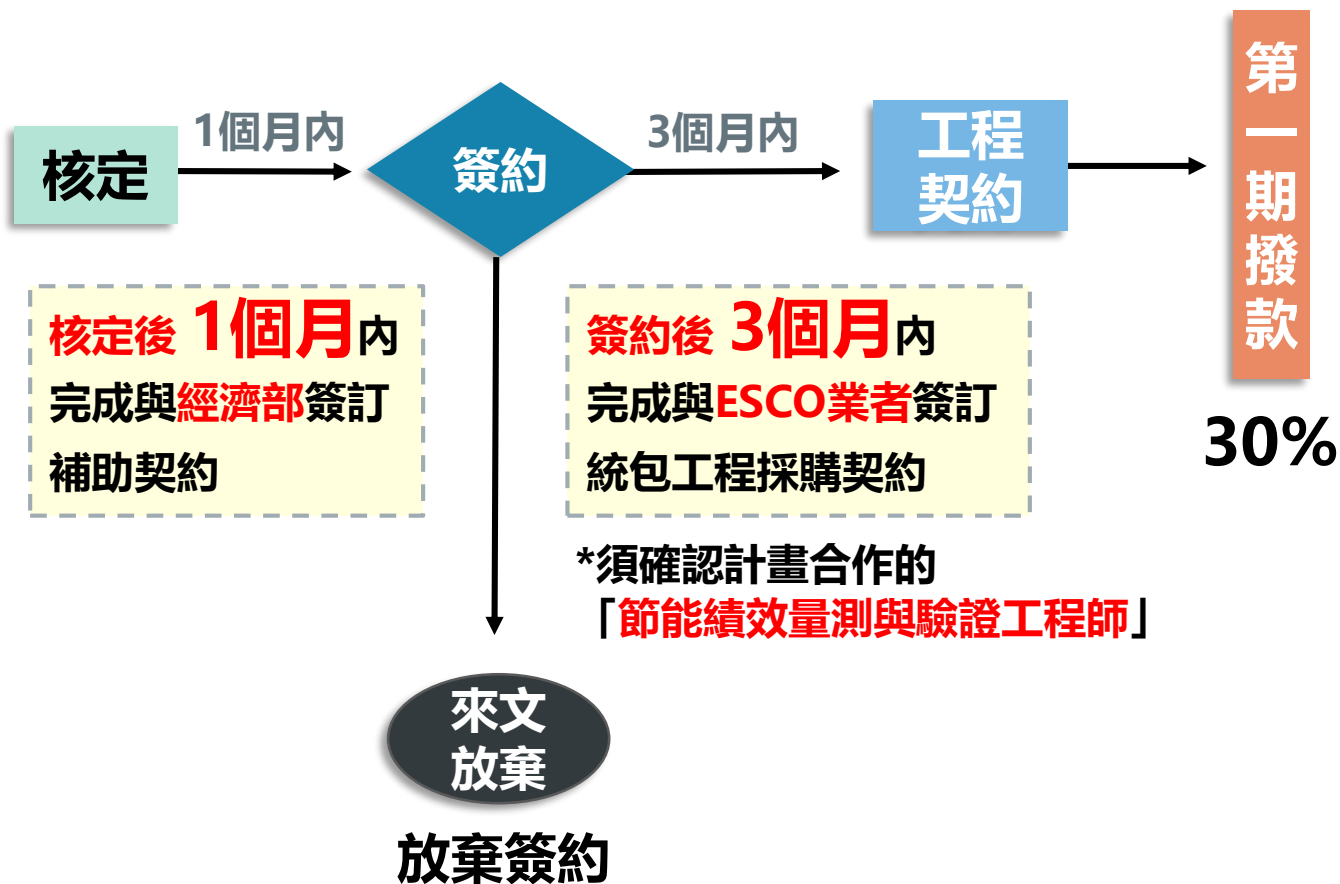 核定
1個月內
簽約
3個月內
工程
契約
第一期撥款
30%
核定後 1個月內
完成與經濟部簽訂
補助契約
簽約後 3個月內
完成與ESCO業者簽訂
統包工程採購契約
*須確認計畫合作的
「節能績效量測與驗證工程師」
來文
放棄
放棄簽約